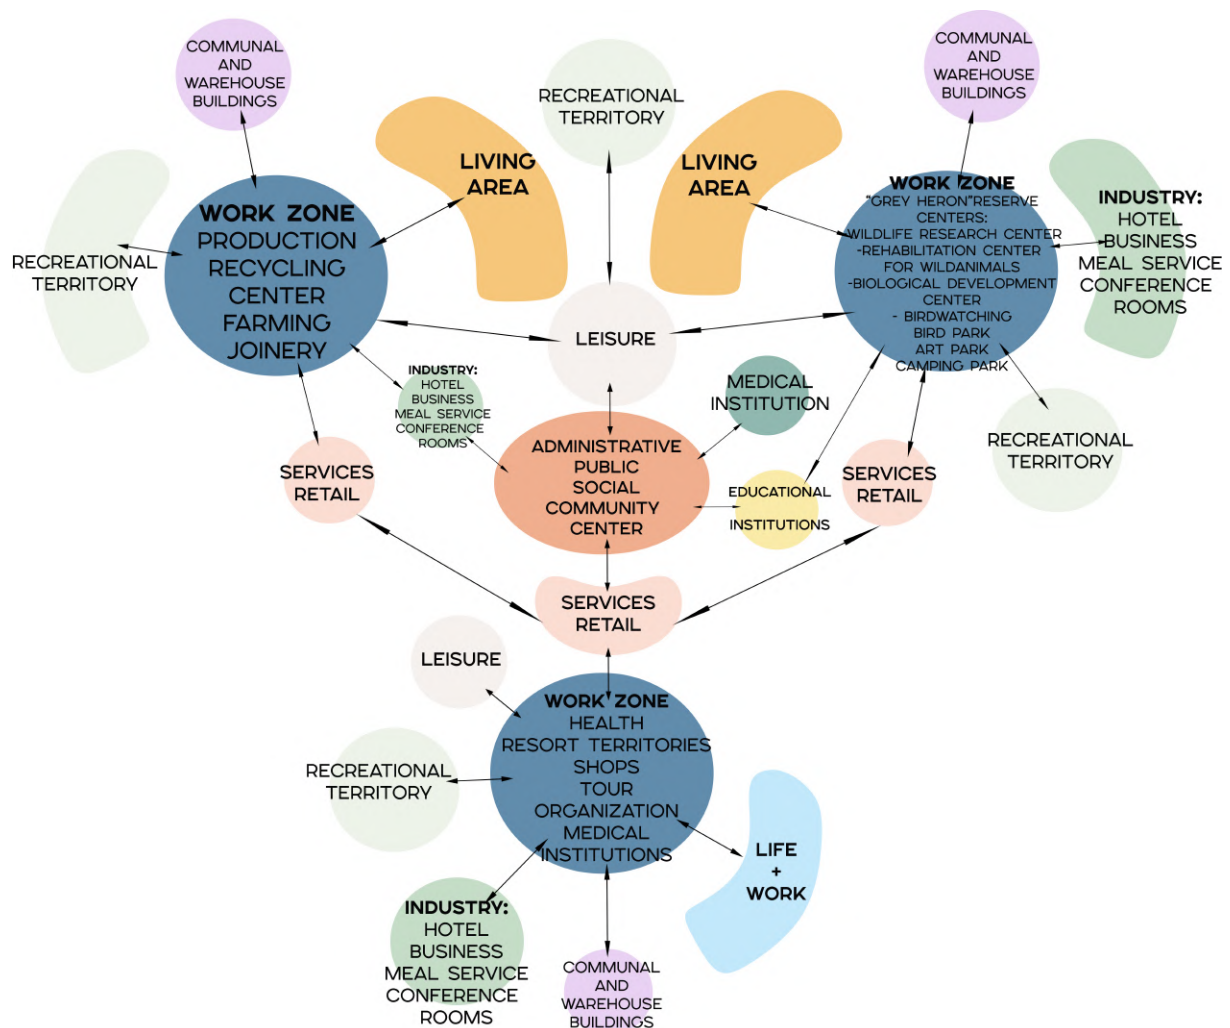 COMMUNAL
AND
WAREHOUSE
BUILDINGS
RECREATIONAL
TERRITORY
COMMUNAL
AND
WAREHOUSE
BUILDINGS
LIVING
AREA
LIVING
AREA
WORK ZONE
PRODUCTION
RECYCLING
CENTER
FARMING
JOINERY
RECREATIONAL
TERRITORY
WORK ZONE
"GREY HERON"RESERVE
CENTERS:
WILDLIFE RESEARCH CENTER
-REHABILITATION CENTER
FOR WILDANIMALS
-BIOLOGICAL DEVELOPMENT
CENTER
- BIRDWATCHING
BIRD PARK
ART PARK
CAMPING PARK
INDUSTRY:
HOTEL
BUSINESS
MEAL SERVICE
CONFERENCE
ROOMS
LEISURE
INDUSTRY:
HOTEL
BUSINESS
MEAL SERVICE
CONFERENCE
ROOMS
MEDICAL
INSTITUTION
RECREATIONAL
TERRITORY
SERVICES
RETAIL
ADMINISTRATIVE
PUBLIC
SOCIAL
COMMUNITY
CENTER
EDUCATIONAL
INSTITUTIONS
SERVICES
RETAIL
SERVICES
RETAIL
LEISURE
WORK ZONE
HEALTH
RESORT TERRITORIES
SHOPS
TOUR
ORGANIZATION
MEDICAL
INSTITUTIONS
RECREATIONAL
TERRITORY
LIFE
+
WORK
INDUSTRY:
HOTEL
BUSINESS
MEAL SERVICE
CONFERENCE
ROOMS
COMMUNAL
AND
WAREHOUSE
BUILDINGS